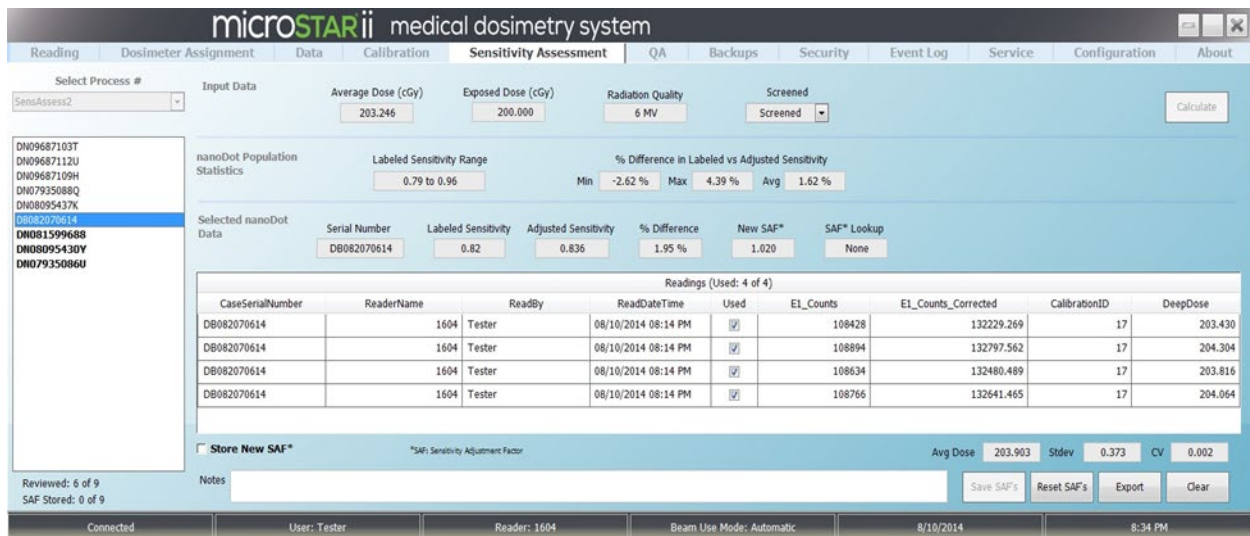 microSTARii medical dosimetry system
Reading Dosimeter Assignment Data Calibration Sensitivity Assessment QA Backups Security Event Log Service Configuration About
Select Process #
SensAssess2
DN09687103T
DN09687112U
DN09687109H
DN07935088Q
DN08095437K
DB082070614
DN081599688
DN08095430Y
DN07935086U
Reviewed: 6 of 9
SAF Stored: 0 of 9
Input Data
Average Dose (cGy) Exposed Dose (cGy) Radiation Quality Screened
203.246 200.000 6 MV Screened
Calculate
nanoDot Population
Statistics
Labeled Sensitivity Range % Difference in Labeled vs Adjusted Sensitivity
0.79 to 0.96 Min -2.62 % Max 4.39 % Avg 1.62 %
Selected nanoDot
Data
Serial Number Labeled Sensitivity Adjusted Sensitivity % Difference New SAF* SAF* Lookup
DB082070614 0.82 0.836 1.95 % 1.020 None
Readings (Used: 4 of 4)
CaseSerialNumber ReaderName ReadBy ReadDateTime Used E1_Counts E1_Counts_Corrected CalibrationID DeepDose
DB082070614 1604 Tester 08/10/2014 08:14 PM 108428 132229.269 17 203.430
DB082070614 1604 Tester 08/10/2014 08:14 PM 108894 132797.562 17 204.304
DB082070614 1604 Tester 08/10/2014 08:14 PM 108634 132480.489 17 203.816
DB082070614 1604 Tester 08/10/2014 08:14 PM 108766 132641.465 17 204.064
Store New SAF* *SAF: Sensitivity Adjustment Factor Avg Dose 203.903 Stdev 0.373 CV 0.002
Notes Save SAF's Reset SAF's Export Clear
Connected User: Tester Reader: 1604 Beam Use Mode: Automatic 8/10/2014 8:34 PM